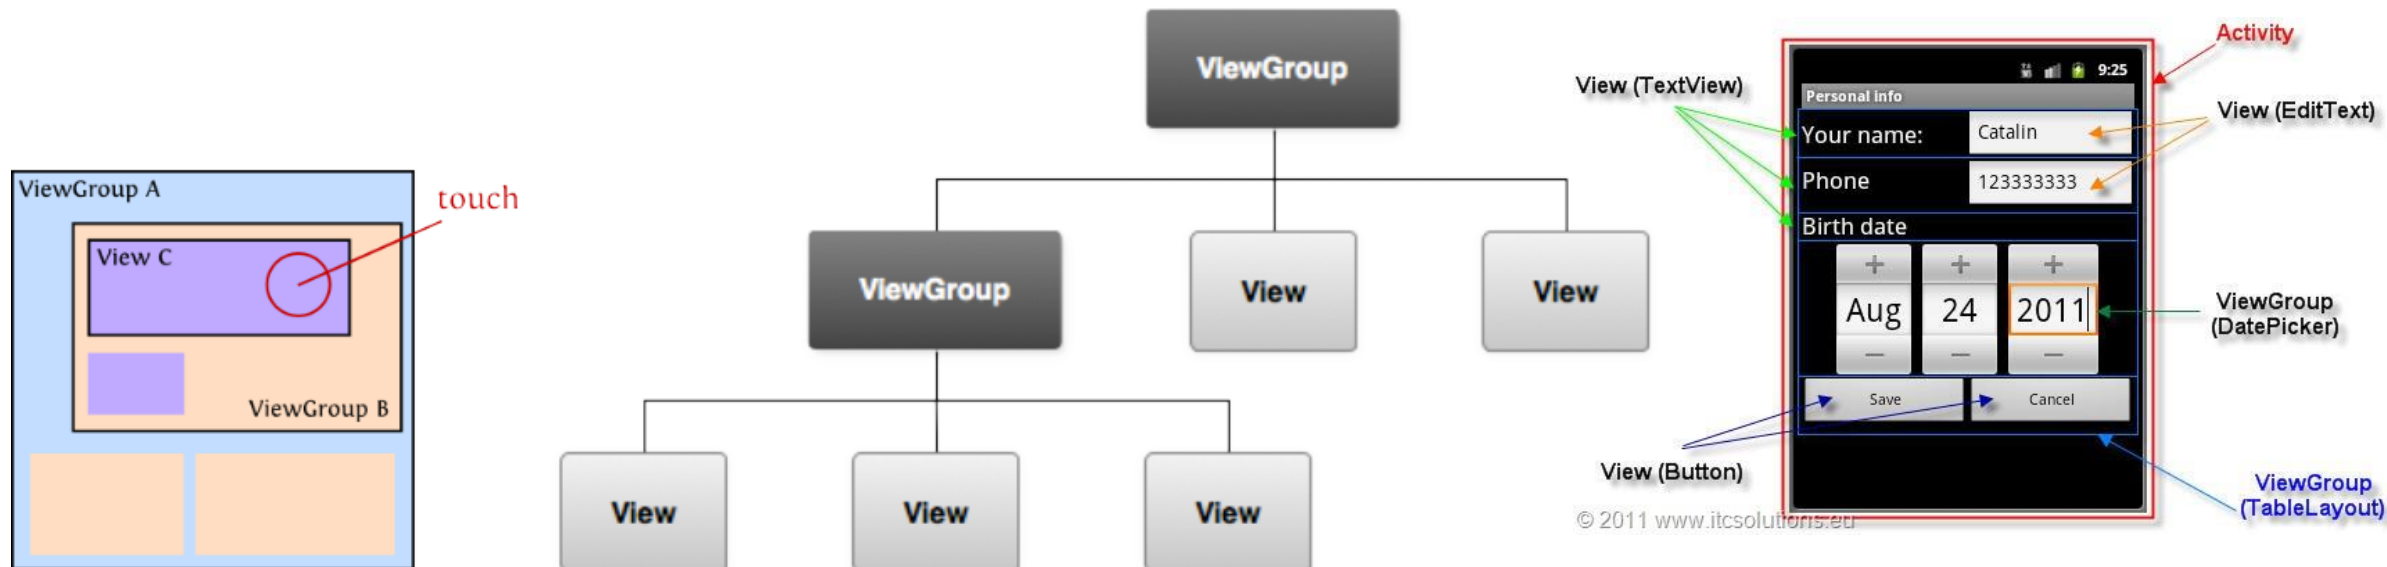 ViewGroup A
touch
View C
ViewGroup B
ViewGroup
ViewGroup
View
View
View
View
View
Activity
View (TextView)
View (EditText)
9:25
Personal info
Your name:
Catalin
Phone
123333333
Birth date
+ + +
Aug 24 2011
- - -
ViewGroup
(DatePicker)
Save
Cancel
View (Button)
ViewGroup
(TableLayout)
© 2011 www.itcsolutions.eu